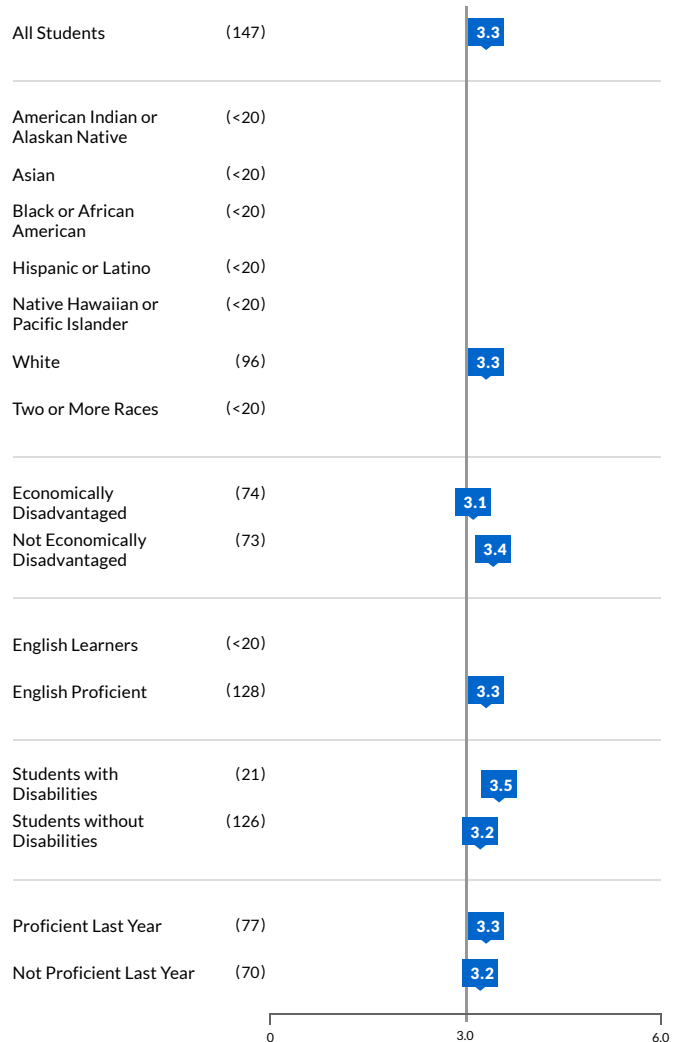 All Students (147) 3.3
American Indian or (<20)
Alaskan Native
Asian (<20)
Black or African (<20)
American
Hispanic or Latino (<20)
Native Hawaiian or (<20)
Pacific Islander
White (96) 3.3
Two or More Races (<20)
Economically (74) 3.1
Disadvantaged
Not Economically (73) 3.4
Disadvantaged
English Learners (<20)
English Proficient (128) 3.3
Students with (21) 3.5
Disabilities
Students without (126) 3.2
Disabilities
Proficient Last Year (77) 3.3
Not Proficient Last Year (70) 3.2
0 3.0 6.0